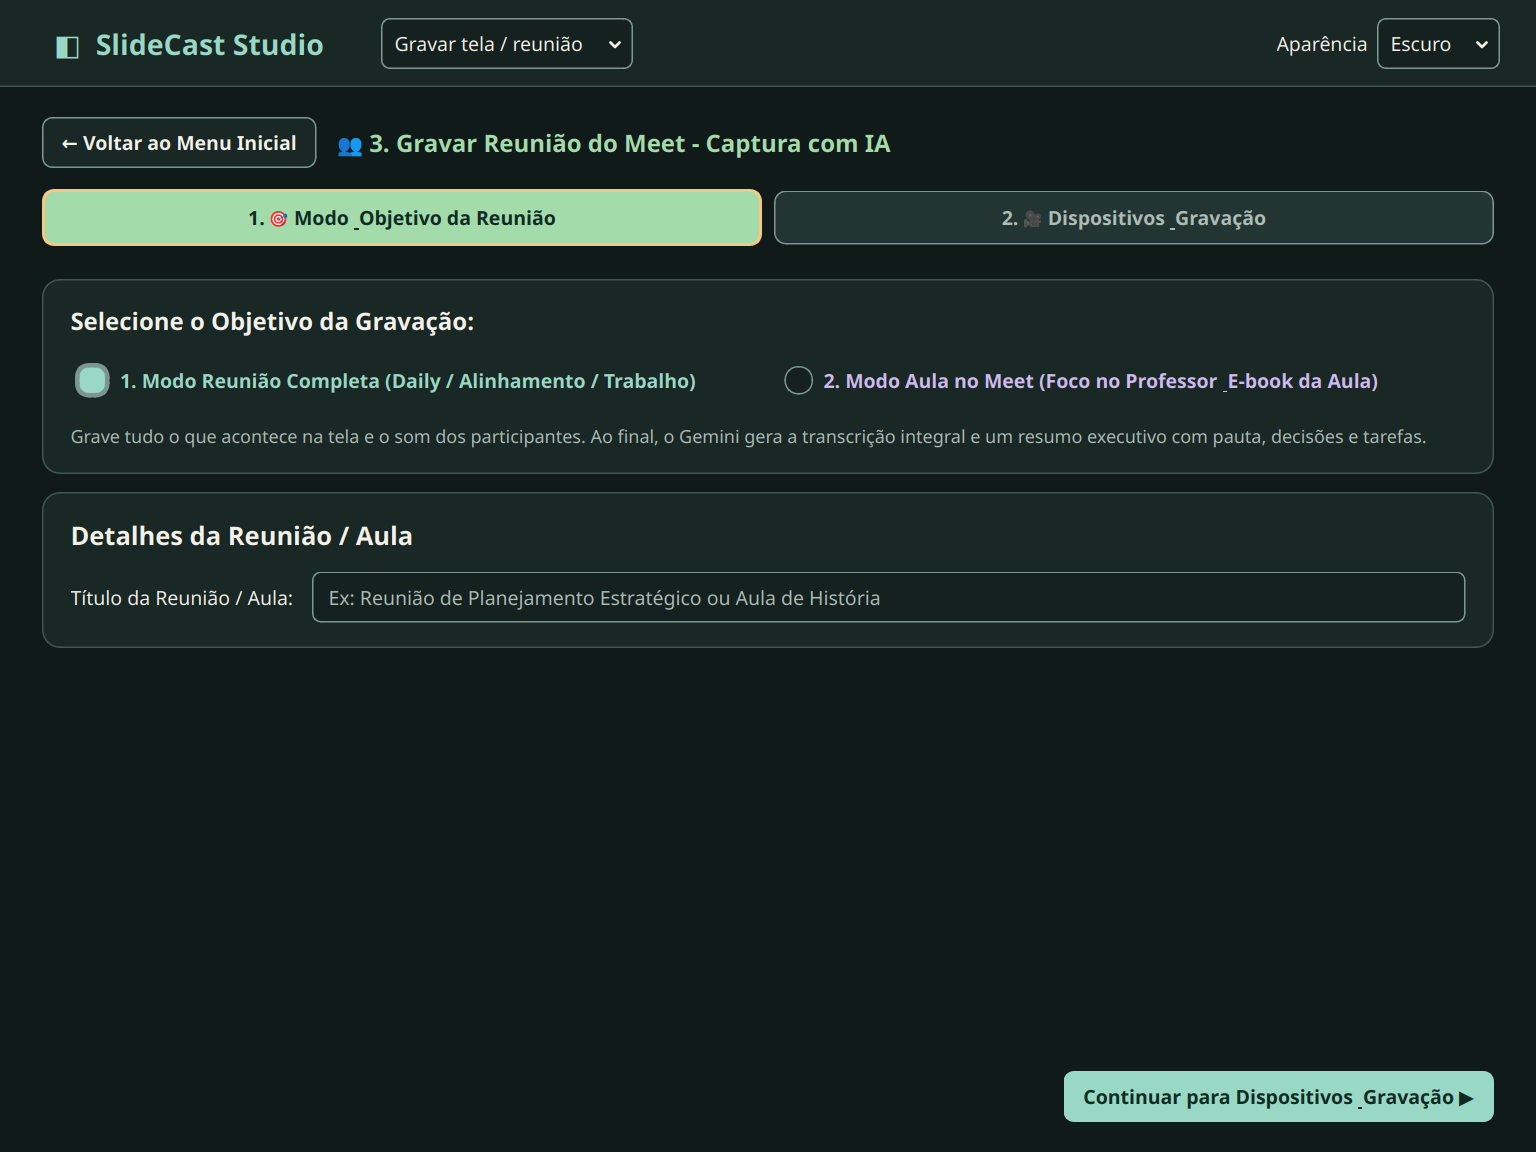 SlideCast Studio
Gravar tela / reunião
Aparência
Escuro
← Voltar ao Menu Inicial
👥 3. Gravar Reunião do Meet - Captura com IA
1. 🎯 Modo _Objetivo da Reunião
2. 🎥 Dispositivos _Gravação
Selecione o Objetivo da Gravação:
1. Modo Reunião Completa (Daily / Alinhamento / Trabalho)
2. Modo Aula no Meet (Foco no Professor _E-book da Aula)
Grave tudo o que acontece na tela e o som dos participantes. Ao final, o Gemini gera a transcrição integral e um resumo executivo com pauta, decisões e tarefas.
Detalhes da Reunião / Aula
Título da Reunião / Aula:
Ex: Reunião de Planejamento Estratégico ou Aula de História
Continuar para Dispositivos _Gravação ▶